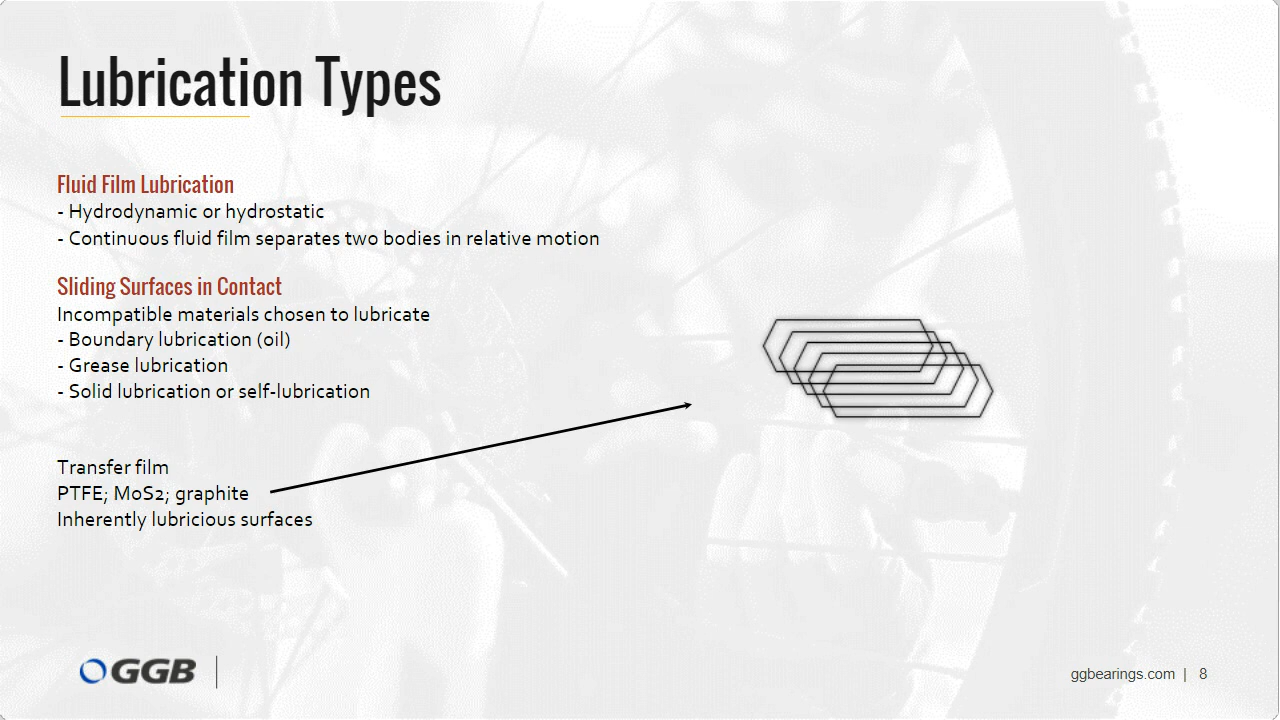 Lubrication Types
Fluid Film Lubrication
- Hydrodynamic or hydrostatic
- Continuous fluid film separates two bodies in relative motion
Sliding Surfaces in Contact
Incompatible materials chosen to lubricate
- Boundary lubrication (oil)
- Grease lubrication
- Solid lubrication or self-lubrication
Transfer film
PTFE; MoS2; graphite
Inherently lubricious surfaces
GGB
ggbearings.com | 8